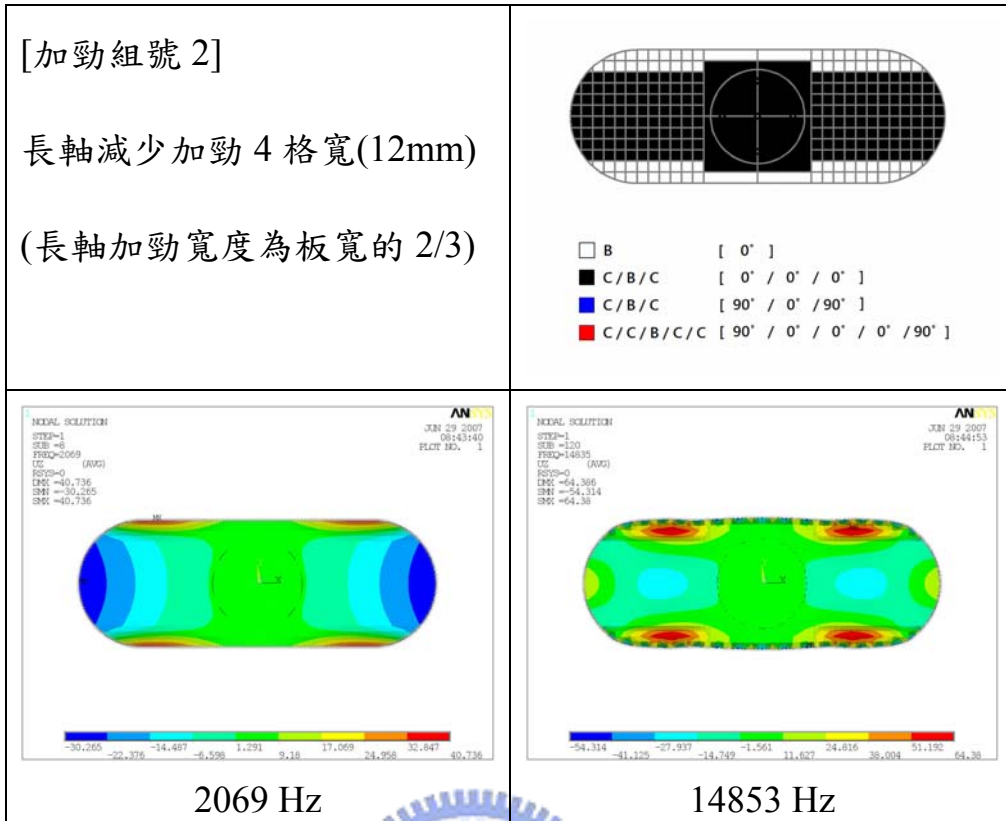 [加勁組號 2]
長軸減少加勁 4 格寬(12mm)
(長軸加勁寬度為板寬的 2/3)
B [ 0° ]
C/B/C [ 0° / 0° / 0° ]
C/B/C [ 90° / 0° / 90° ]
C/C/B/C/C [ 90° / 0° / 0° / 0° / 90° ]
1
NODAL SOLUTION
STEP=1
SUB =8
FREQ=2069
UZ (AVG)
RSYS=0
DMX =40.736
SMN =-30.265
SMX =40.736
ANSYS
JUN 29 2007
08:43:40
PLOT NO. 1
MN
X
-30.265 -14.487 1.291 17.069 32.847
-22.376 -6.598 9.18 24.958 40.736
2069 Hz
1
NODAL SOLUTION
STEP=1
SUB =120
FREQ=14835
UZ (AVG)
RSYS=0
DMX =64.386
SMN =-54.314
SMX =64.38
ANSYS
JUN 29 2007
08:44:53
PLOT NO. 1
X
-54.314 -27.937 -1.561 24.816 51.192
-41.125 -14.749 11.627 38.004 64.38
14853 Hz